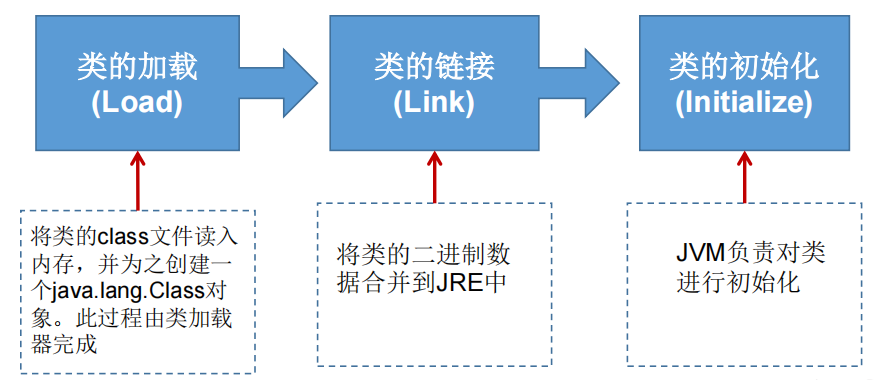 类的加载
(Load)
类的链接
(Link)
类的初始化
(Initialize)
将类的class文件读入
内存，并为之创建一
个java.lang.Class对
象。此过程由类加载
器完成
将类的二进制数
据合并到JRE中
JVM负责对类
进行初始化